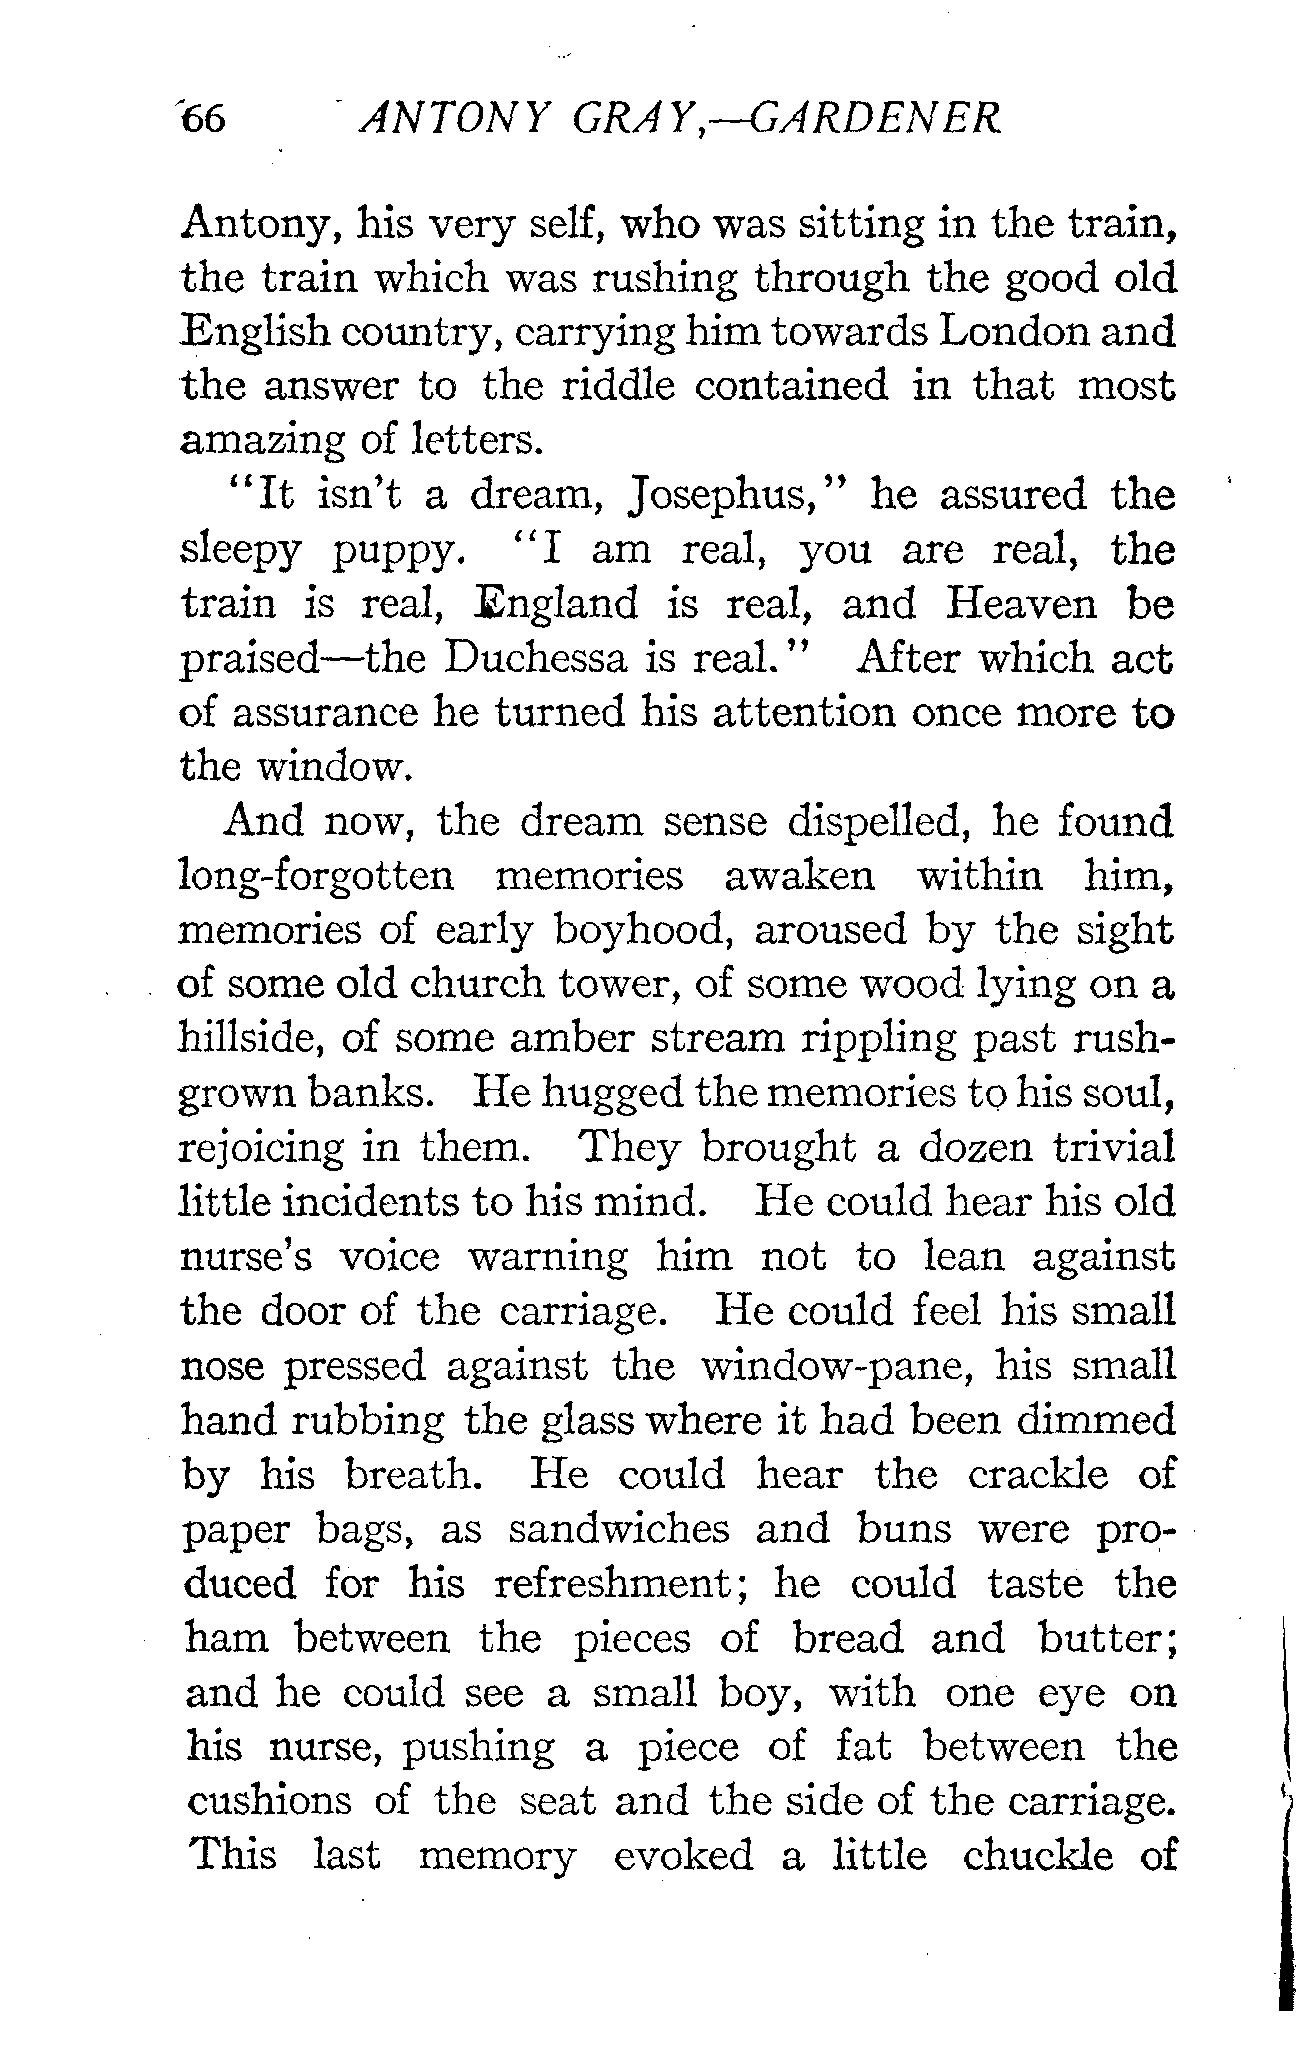 66 ANTONY GRAY,—GARDENER
Antony, his very self, who was sitting in the train,
the train which was rushing through the good old
English country, carrying him towards London and
the answer to the riddle contained in that most
amazing of letters.
"It isn't a dream, Josephus," he assured the
sleepy puppy. "I am real, you are real, the
train is real, England is real, and Heaven be
praised—the Duchessa is real." After which act
of assurance he turned his attention once more to
the window.
And now, the dream sense dispelled, he found
long-forgotten memories awaken within him,
memories of early boyhood, aroused by the sight
of some old church tower, of some wood lying on a
hillside, of some amber stream rippling past rush-
grown banks. He hugged the memories to his soul,
rejoicing in them. They brought a dozen trivial
little incidents to his mind. He could hear his old
nurse's voice warning him not to lean against
the door of the carriage. He could feel his small
nose pressed against the window-pane, his small
hand rubbing the glass where it had been dimmed
by his breath. He could hear the crackle of
paper bags, as sandwiches and buns were pro-
duced for his refreshment; he could taste the
ham between the pieces of bread and butter;
and he could see a small boy, with one eye on
his nurse, pushing a piece of fat between the
cushions of the seat and the side of the carriage.
This last memory evoked a little chuckle of